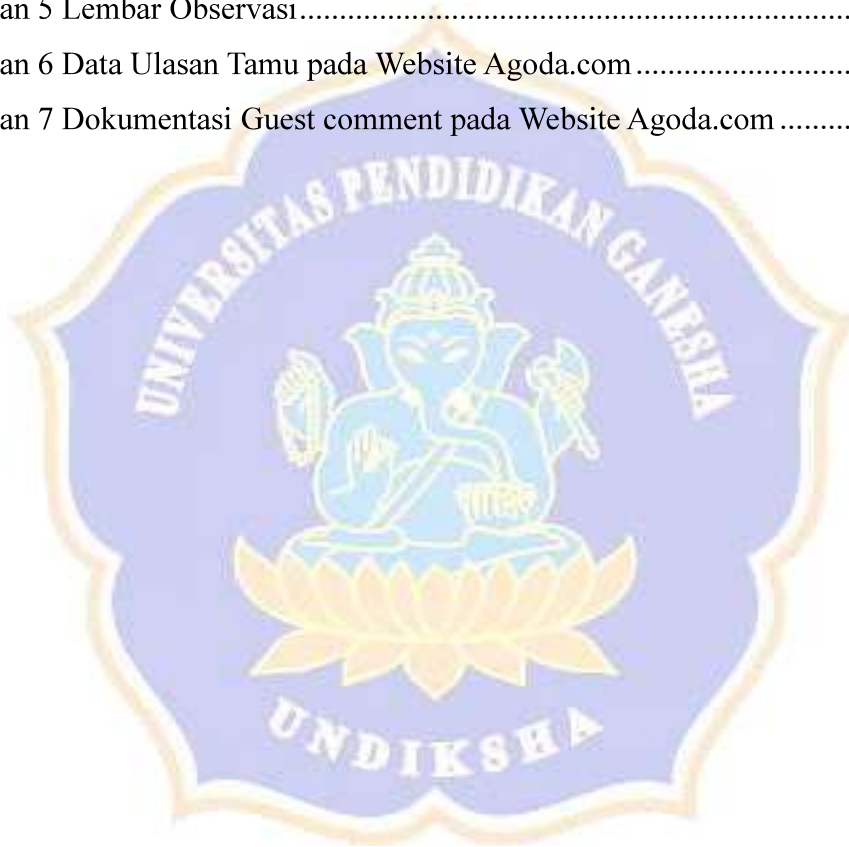 an 5 Lembar Observasi....................................................................
an 6 Data Ulasan Tamu pada Website Agoda.com...........................
an 7 Dokumentasi Guest comment pada Website Agoda.com.........
UNIVERSITAS PENDIDIKAN GANESHA
UNDIKSHA